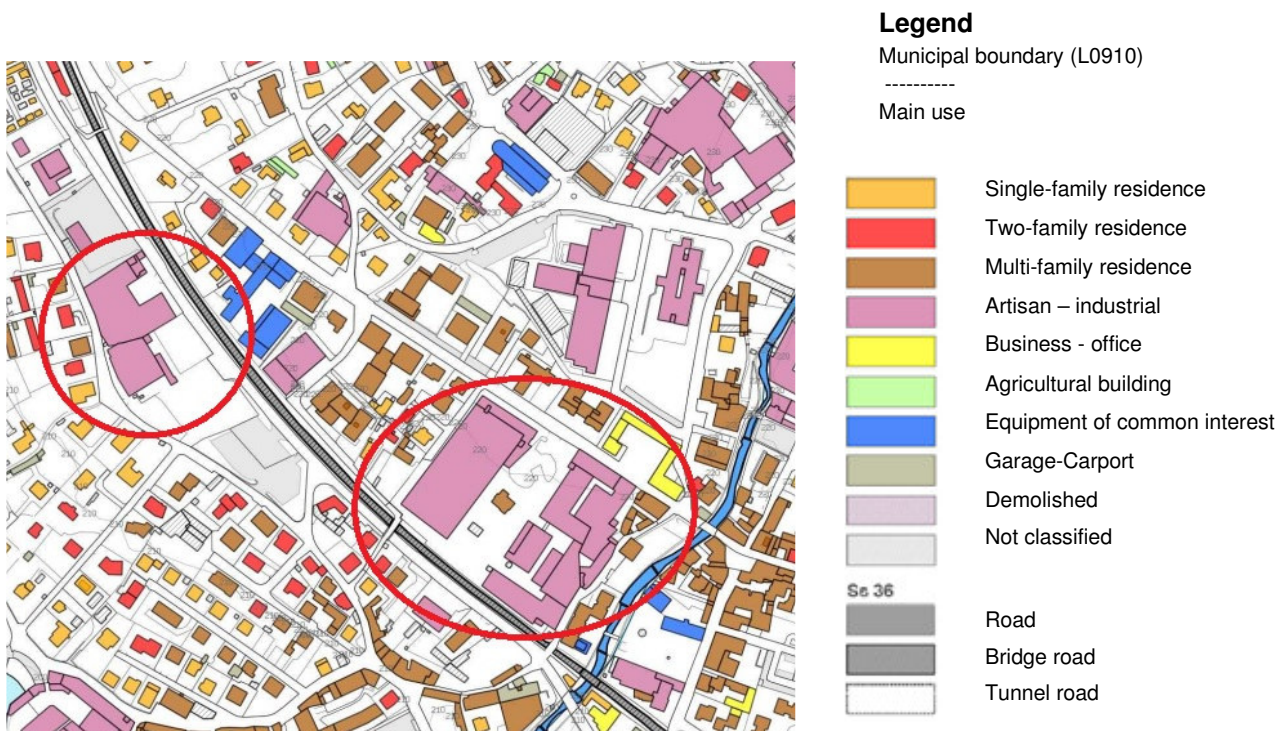 Legend
Municipal boundary (L0910)
----------
Main use
Single-family residence
Two-family residence
Multi-family residence
Artisan – industrial
Business - office
Agricultural building
Equipment of common interest
Garage-Carport
Demolished
Not classified
Ss 36
Road
Bridge road
Tunnel road